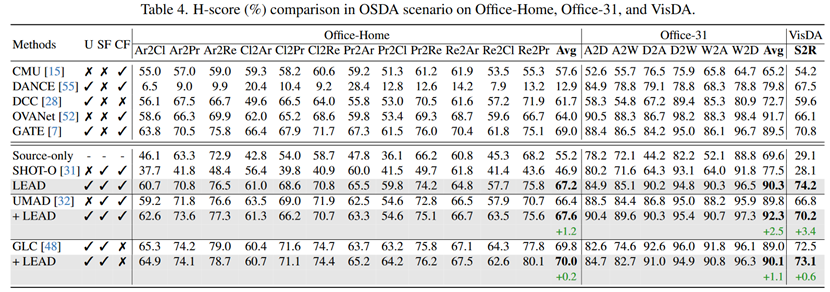 Table 4. H-score (%) comparison in OSDA scenario on Office-Home, Office-31, and VisDA.
Methods U SF CF Office-Home Office-31 VisDA
Ar2Cl Ar2Pr Ar2Re Cl2Ar Cl2Pr Cl2Re Pr2Ar Pr2Cl Pr2Re Re2Ar Re2Cl Re2Pr Avg A2D A2W D2A D2W W2A W2D Avg S2R
CMU [15] ✗ ✗ ✓ 55.0 57.0 59.0 59.3 58.2 60.6 59.2 51.3 61.2 61.9 53.5 55.3 57.6 52.6 55.7 76.5 75.9 65.8 64.7 65.2 54.2
DANCE [55] ✓ ✗ ✓ 6.5 9.0 9.9 20.4 10.4 9.2 28.4 12.8 12.6 14.2 7.9 13.2 12.9 84.9 78.8 79.1 78.8 68.3 78.8 79.8 67.5
DCC [28] ✓ ✗ ✗ 56.1 67.5 66.7 49.6 66.5 64.0 55.8 53.0 70.5 61.6 57.2 71.9 61.7 58.3 54.8 67.2 89.4 85.3 80.9 72.7 59.6
OVANet [52] ✓ ✗ ✓ 58.6 66.3 69.9 62.0 65.2 68.6 59.8 53.4 69.3 68.7 59.6 66.7 64.0 90.5 88.3 86.7 98.2 88.3 98.4 91.7 66.1
GATE [7] ✓ ✗ ✓ 63.8 70.5 75.8 66.4 67.9 71.7 67.3 61.5 76.0 70.4 61.8 75.1 69.0 88.4 86.5 84.2 95.0 86.1 96.7 89.5 70.8
Source-only - - - 46.1 63.3 72.9 42.8 54.0 58.7 47.8 36.1 66.2 60.8 45.3 68.2 55.2 78.2 72.1 44.2 82.2 52.1 88.8 69.6 29.1
SHOT-O [31] ✗ ✓ ✓ 37.7 41.8 48.4 56.4 39.8 40.9 60.0 41.5 49.7 61.8 41.4 43.6 46.9 80.2 71.6 64.3 93.1 64.0 91.8 77.5 28.1
LEAD ✓ ✓ ✓ 60.7 70.8 76.5 61.0 68.6 70.8 65.5 59.8 74.2 64.8 57.7 75.8 67.2 84.9 85.1 90.2 94.8 90.3 96.5 90.3 74.2
UMAD [32] ✗ ✓ ✓ 59.2 71.8 76.6 63.5 69.0 71.9 62.5 54.6 72.8 66.5 57.9 70.7 66.4 88.5 84.4 86.8 95.0 88.2 95.9 89.8 66.8
+ LEAD ✓ ✓ ✓ 62.6 73.6 77.3 61.3 66.2 70.7 63.3 54.6 75.1 66.7 63.5 75.6 67.6 90.4 89.6 90.3 95.4 90.7 97.3 92.3 70.2
+1.2 +2.5 +3.4
GLC [48] ✓ ✓ ✗ 65.3 74.2 79.0 60.4 71.6 74.7 63.7 63.2 75.8 67.1 64.3 77.8 69.8 82.6 74.6 92.6 96.0 91.8 96.1 89.0 72.5
+ LEAD ✓ ✓ ✗ 64.9 74.1 78.7 60.7 71.1 74.4 65.2 64.2 76.2 67.5 62.6 80.1 70.0 84.7 82.7 91.0 94.9 90.8 96.3 90.1 73.1
+0.2 +1.1 +0.6